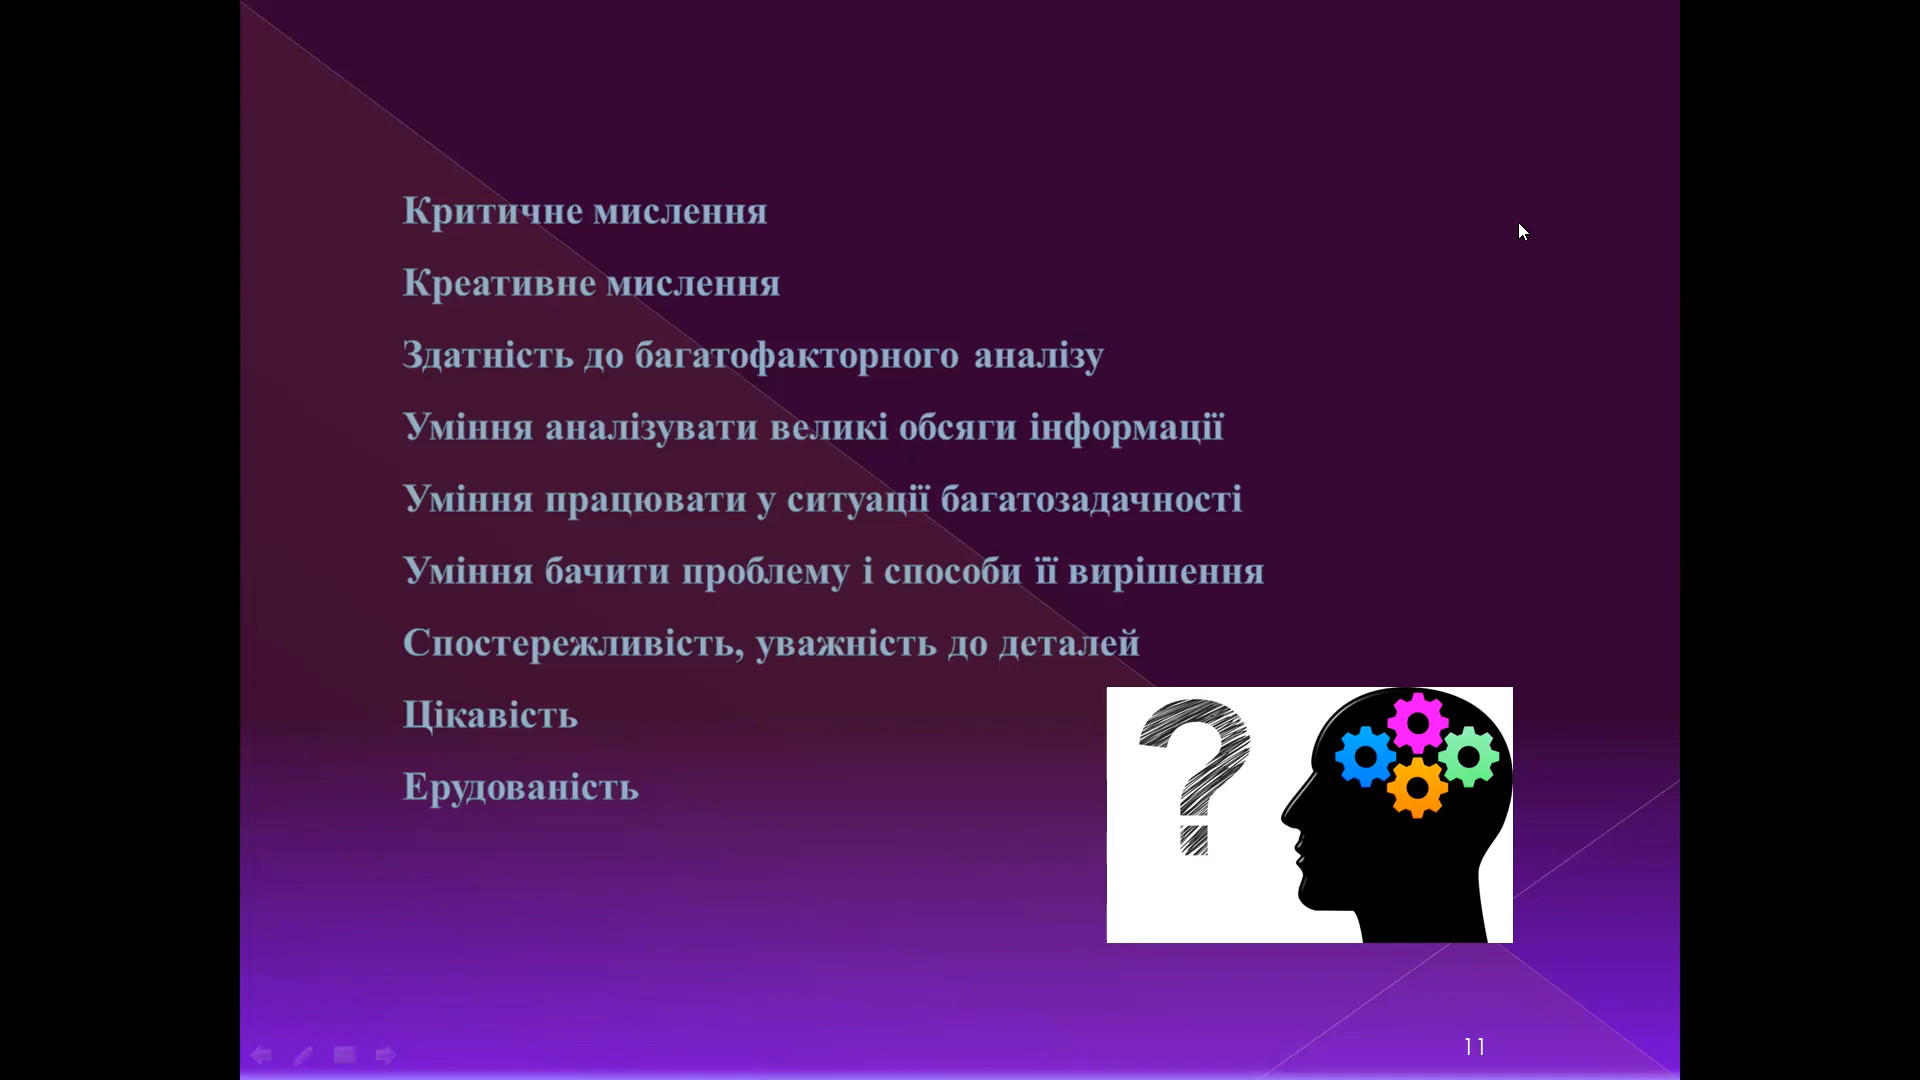 Критичне мислення
Креативне мислення
Здатність до багатофакторного аналізу
Уміння аналізувати великі обсяги інформації
Уміння працювати у ситуації багатозадачності
Уміння бачити проблему і способи її вирішення
Спостережливість, уважність до деталей
Цікавість
Ерудованість
?
11